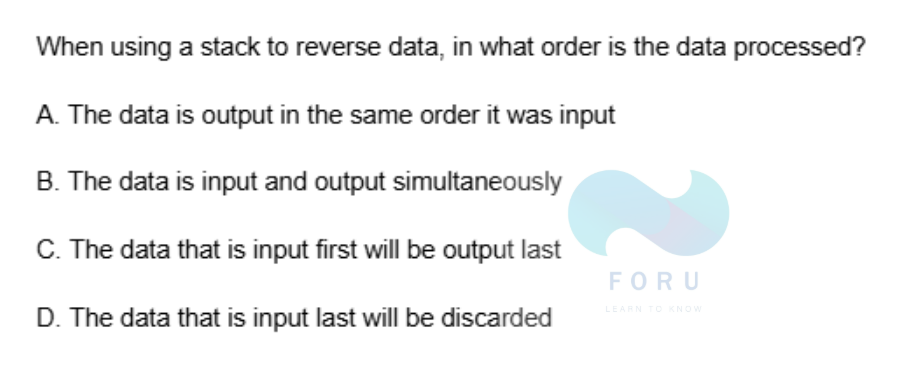 When using a stack to reverse data, in what order is the data processed?
A. The data is output in the same order it was input
B. The data is input and output simultaneously
C. The data that is input first will be output last
D. The data that is input last will be discarded
FORU
LEARN TO KNOW